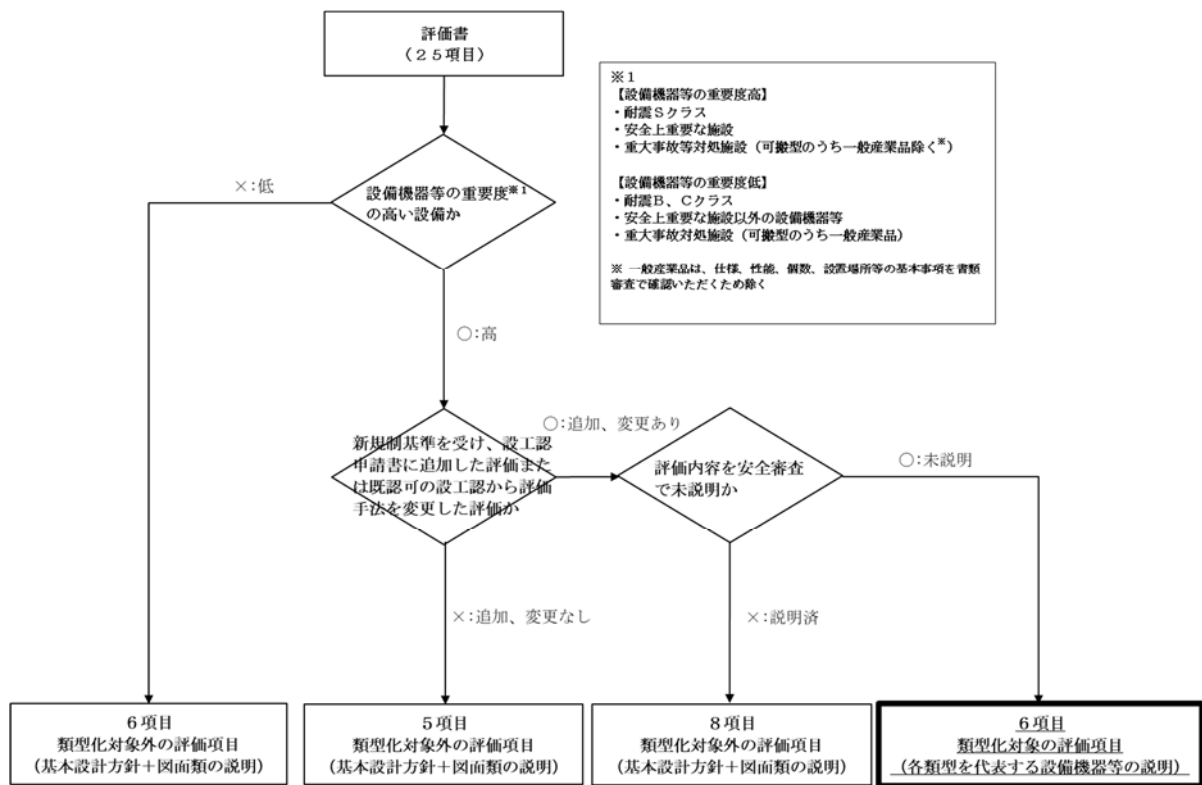 評価書
（２５項目）
※１
【設備機器等の重要度高】
・耐震Ｓクラス
・安全上重要な施設
・重大事故等対処施設（可搬型のうち一般産業品除く※）
【設備機器等の重要度低】
・耐震Ｂ、Ｃクラス
・安全上重要な施設以外の設備機器等
・重大事故対処施設（可搬型のうち一般産業品）
※ 一般産業品は、仕様、性能、個数、設置場所等の基本事項を書類
審査で確認いただくため除く
×：低
設備機器等の重要度※１
の高い設備か
〇：高
新規制基準を受け、設工認
申請書に追加した評価また
は既認可の設工認から評価
手法を変更した評価か
〇：追加、変更あり
評価内容を安全審査
で未説明か
〇：未説明
×：追加、変更なし
×：説明済
６項目
類型化対象外の評価項目
（基本設計方針＋図面類の説明）
５項目
類型化対象外の評価項目
（基本設計方針＋図面類の説明）
８項目
類型化対象外の評価項目
（基本設計方針＋図面類の説明）
６項目
類型化対象の評価項目
（各類型を代表する設備機器等の説明）